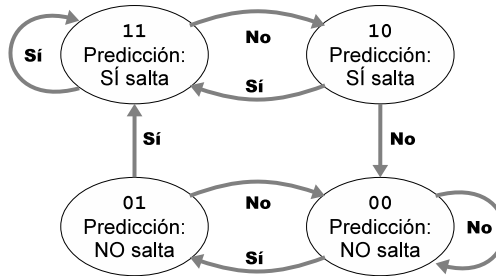 11
Predicción:
SÍ salta
10
Predicción:
SÍ salta
Sí
No
Sí
Sí
No
01
Predicción:
NO salta
00
Predicción:
NO salta
No
Sí
No